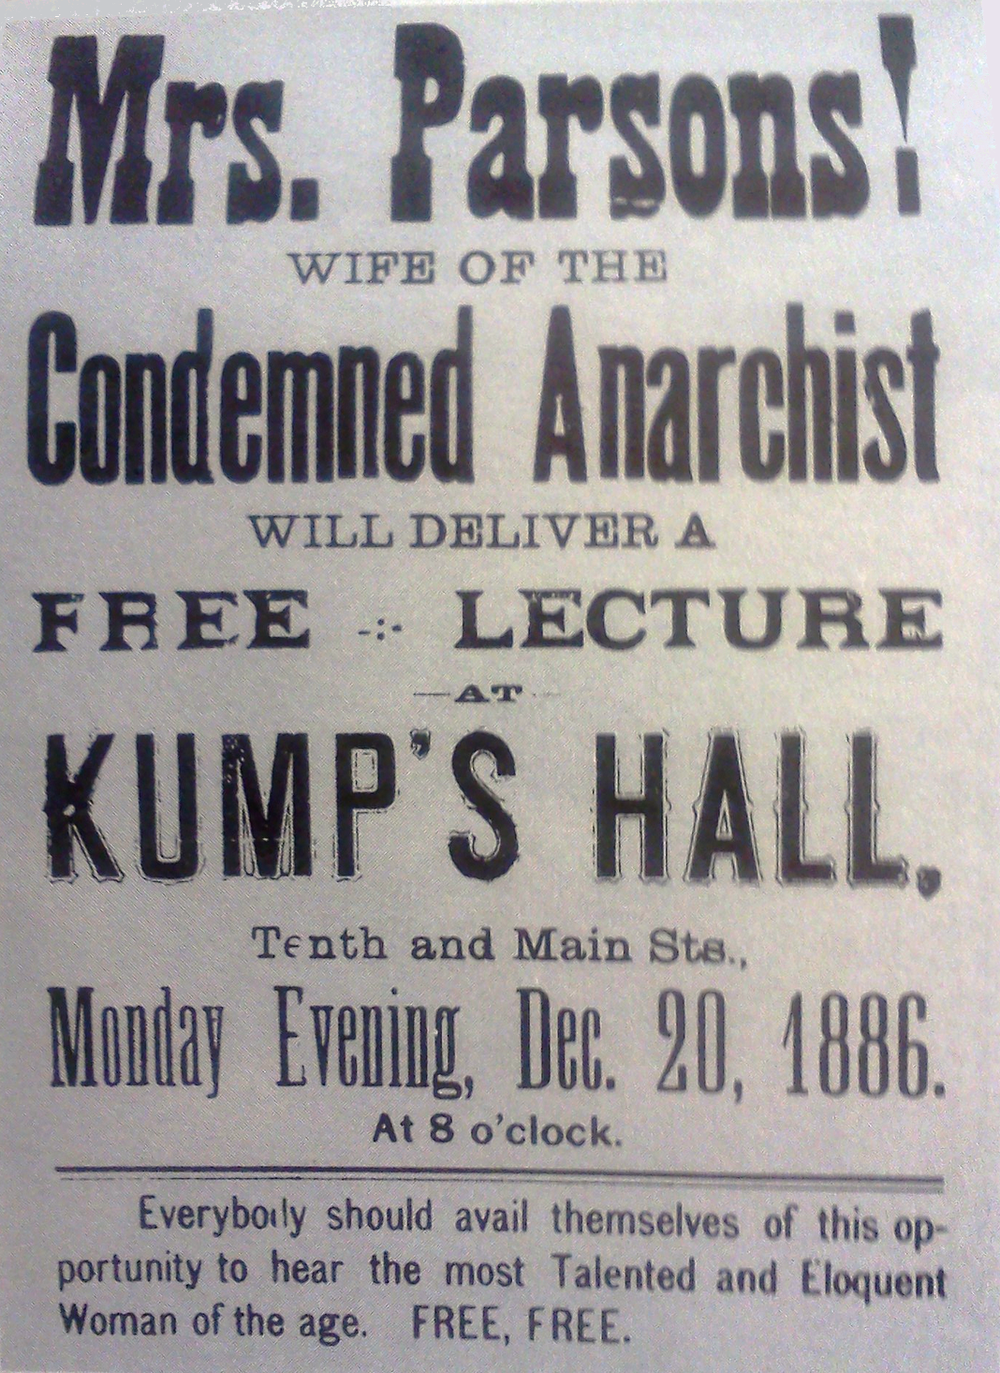 Mrs. Parsons!
WIFE OF THE
Condemned Anarchist
WILL DELIVER A
FREE -:- LECTURE
—AT—
KUMP'S HALL,
Tenth and Main Sts.,
Monday Evening, Dec. 20, 1886.
At 8 o'clock.
Everybody should avail themselves of this op-
portunity to hear the most Talented and Eloquent
Woman of the age. FREE, FREE.